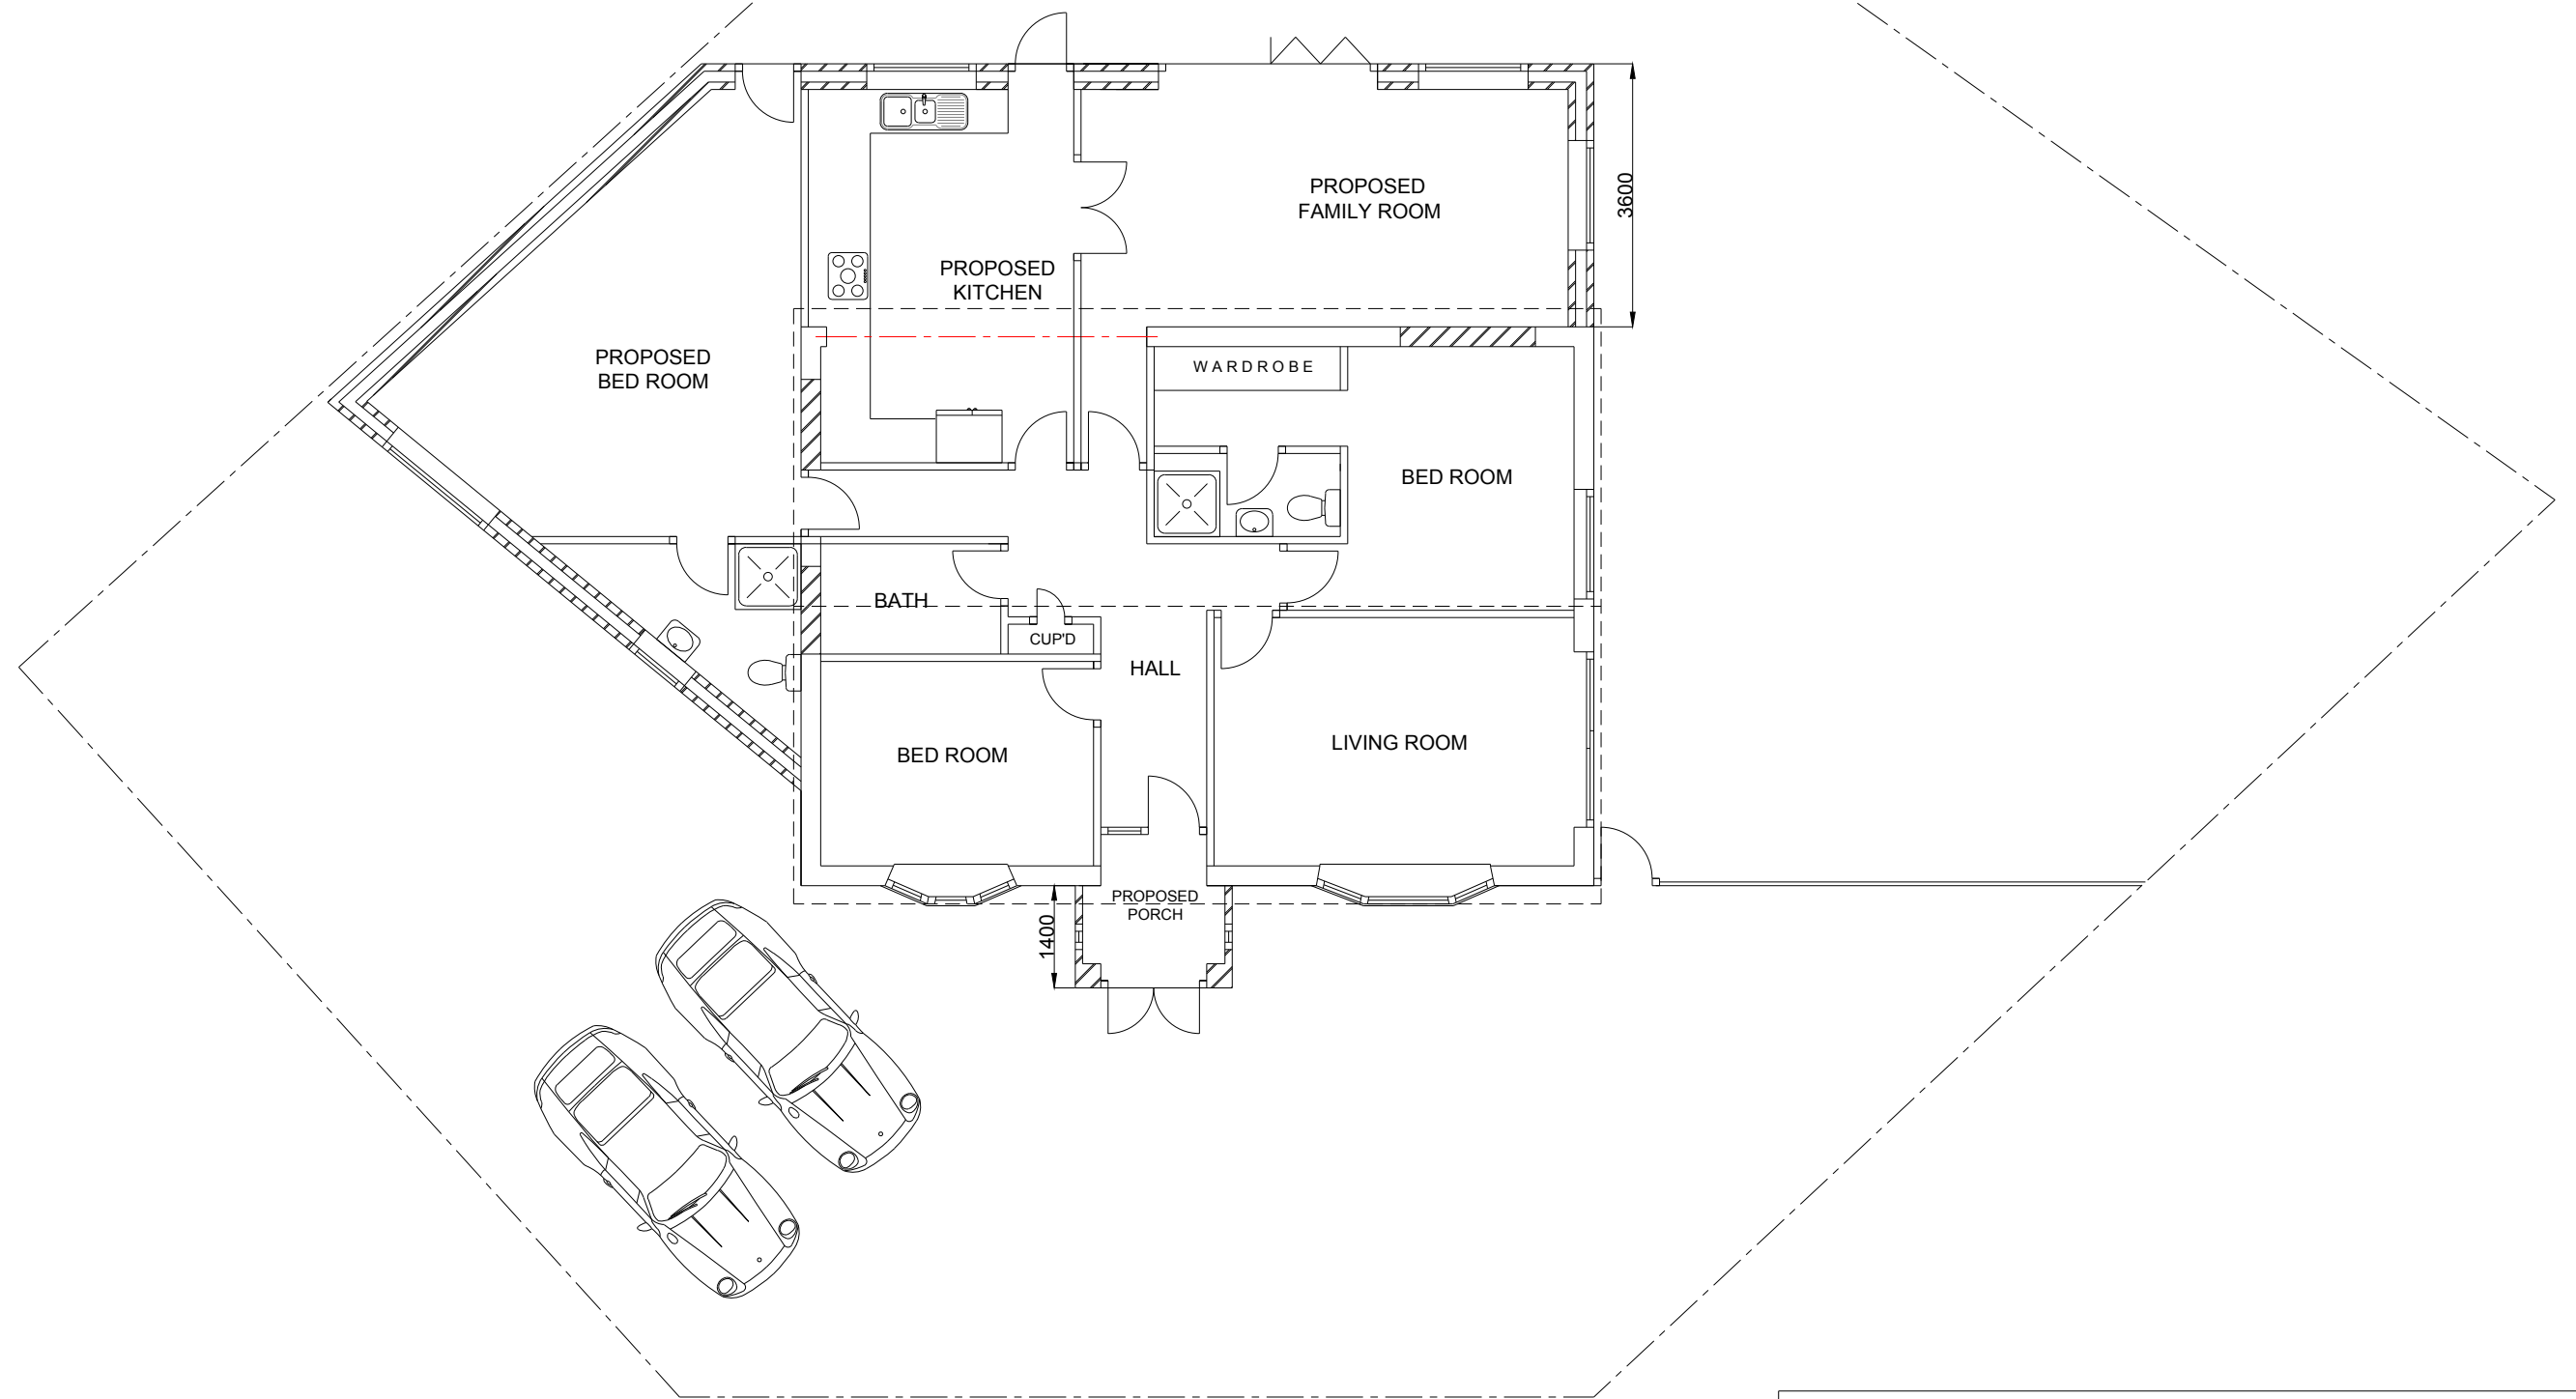 PROPOSED
FAMILY ROOM
3600
PROPOSED
KITCHEN
PROPOSED
BED ROOM
WARDROBE
BED ROOM
BATH
CUP'D
HALL
BED ROOM
LIVING ROOM
PROPOSED
PORCH
1400